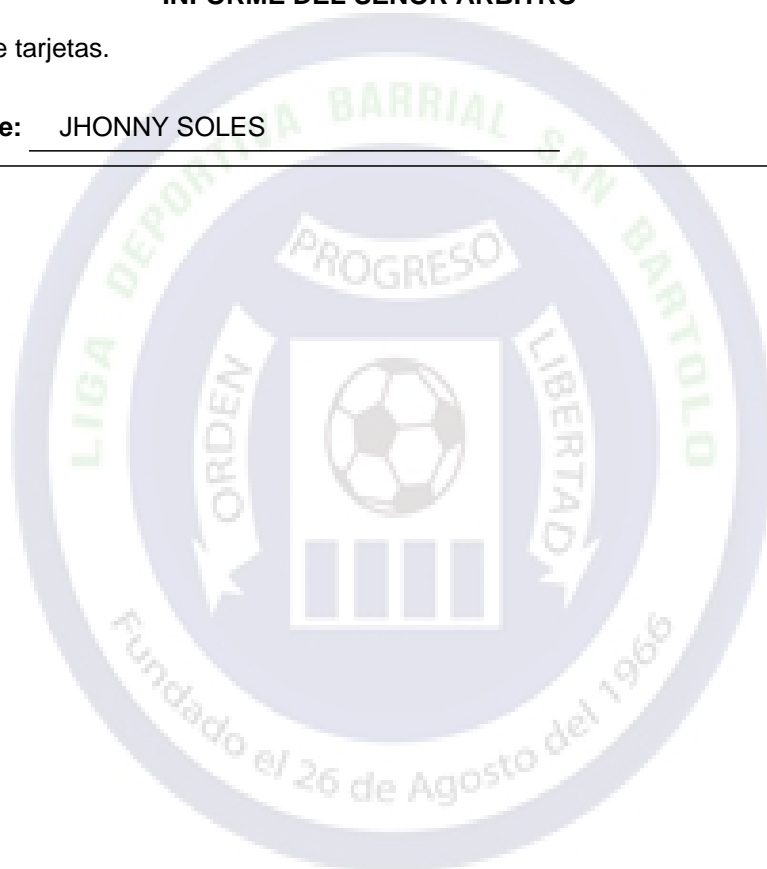 INFORME DEL SEÑOR ARBITRO
e tarjetas.
e: JHONNY SOLES
LIGA DEPORTIVA BARRIAL SAN BARTOLO
PROGRESO
ORDEN
LIBERTAD
Fundado el 26 de Agosto del 1966